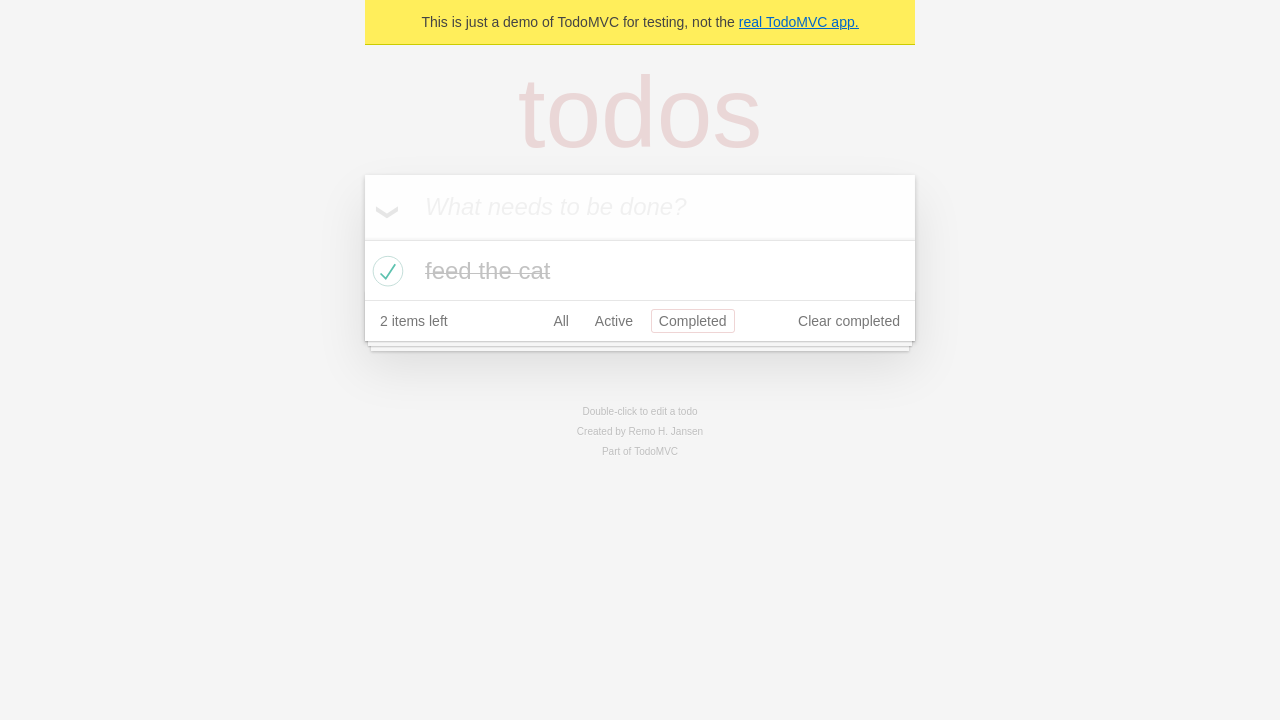 This is just a demo of TodoMVC for testing, not the real TodoMVC app.
todos
What needs to be done?
feed the cat
2 items left All Active Completed Clear completed
Double-click to edit a todo
Created by Remo H. Jansen
Part of TodoMVC